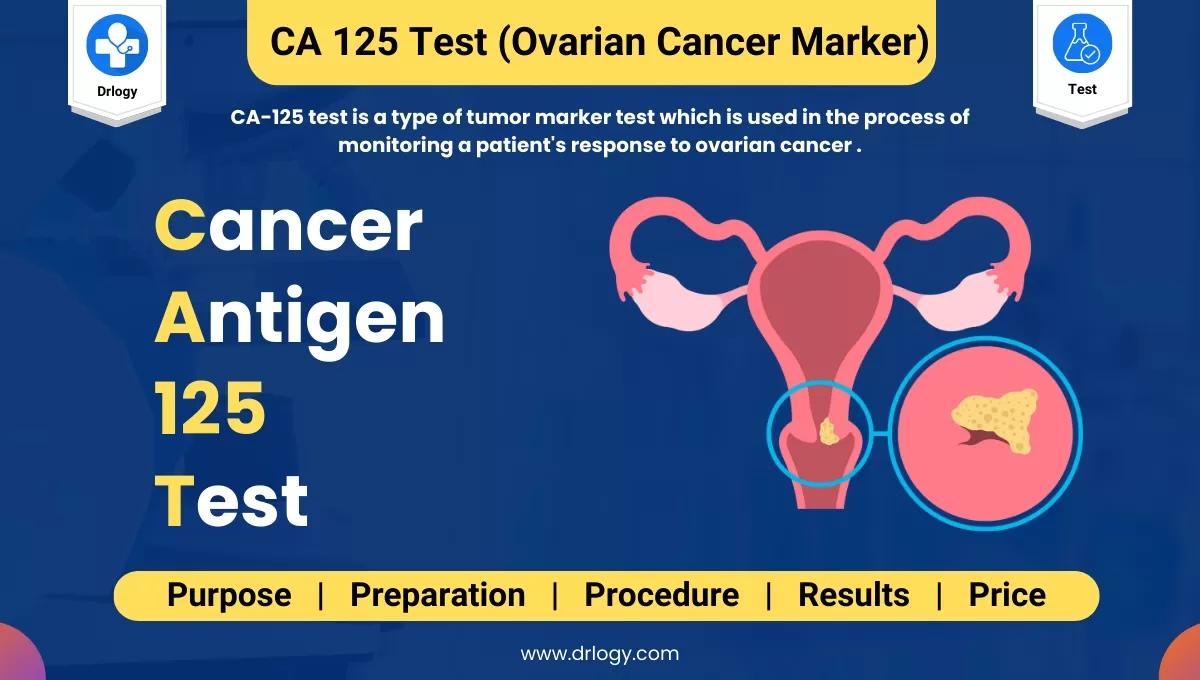 Drlogy
CA 125 Test (Ovarian Cancer Marker)
Test
CA-125 test is a type of tumor marker test which is used in the process of
monitoring a patient's response to ovarian cancer .
Cancer
Antigen
125
Test
Purpose | Preparation | Procedure | Results | Price
www.drlogy.com